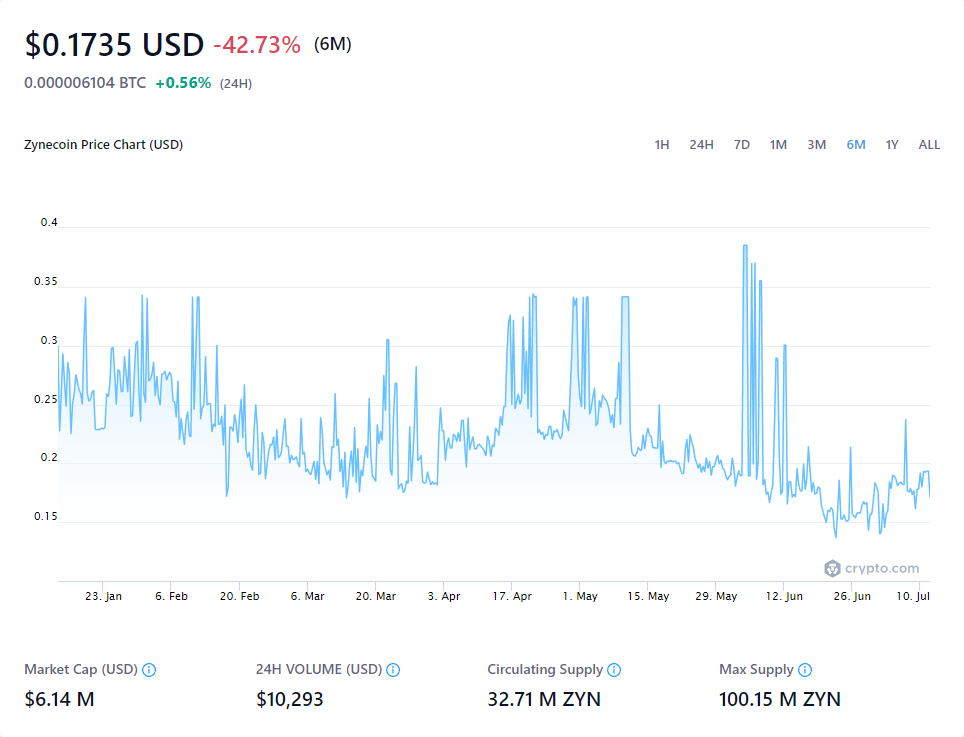 $0.1735 USD -42.73% (6M)
0.000006104 BTC +0.56% (24H)
Zynecoin Price Chart (USD) 1H 24H 7D 1M 3M 6M 1Y ALL
0.4
0.35
0.3
0.25
0.2
0.15
crypto.com
23. Jan 6. Feb 20. Feb 6. Mar 20. Mar 3. Apr 17. Apr 1. May 15. May 29. May 12. Jun 26. Jun 10. Jul
Market Cap (USD) 24H VOLUME (USD) Circulating Supply Max Supply
$6.14 M $10,293 32.71 M ZYN 100.15 M ZYN